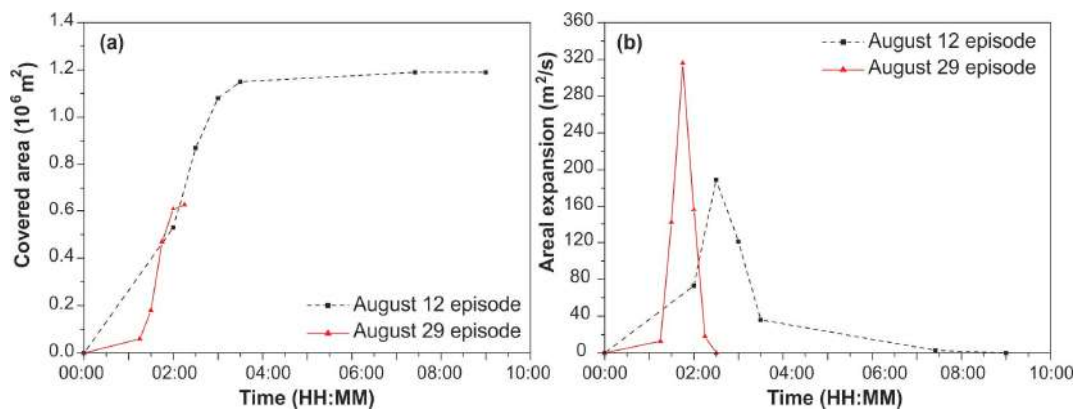 (a)
1.4
1.2
1.0
0.8
0.6
0.4
0.2
0.0
Covered area (10⁶ m²)
August 12 episode
August 29 episode
00:00 02:00 04:00 06:00 08:00 10:00
Time (HH:MM)
(b)
360
320
280
240
200
160
120
80
40
0
Areal expansion (m²/s)
August 12 episode
August 29 episode
00:00 02:00 04:00 06:00 08:00 10:00
Time (HH:MM)